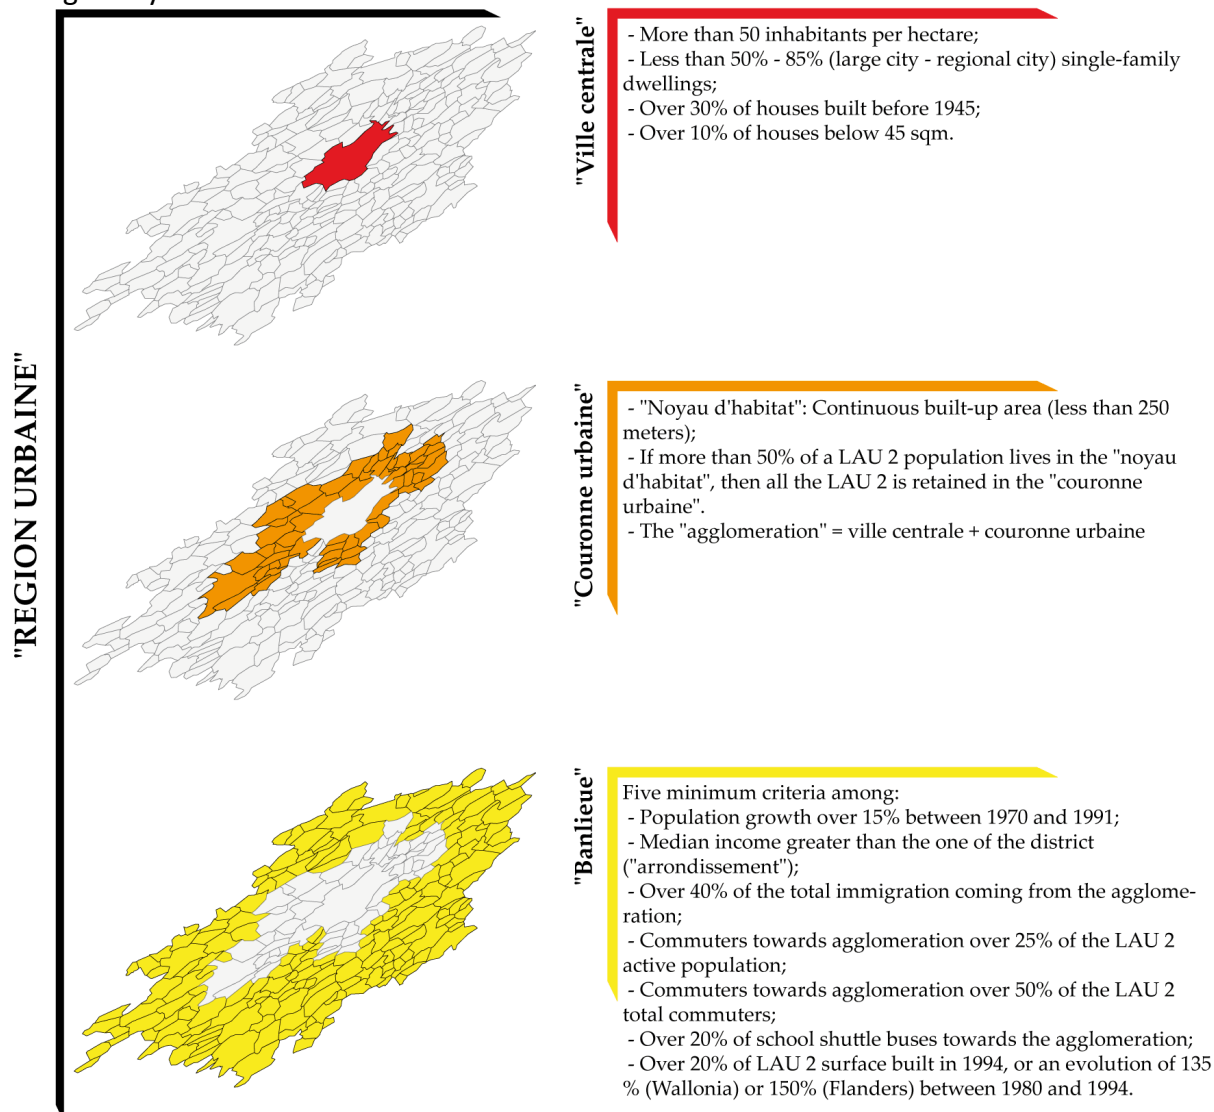 "REGION URBAINE"
"Ville centrale"
- More than 50 inhabitants per hectare;
- Less than 50% - 85% (large city - regional city) single-family
dwellings;
- Over 30% of houses built before 1945;
- Over 10% of houses below 45 sqm.
"Couronne urbaine"
- "Noyau d'habitat": Continuous built-up area (less than 250
meters);
- If more than 50% of a LAU 2 population lives in the "noyau
d'habitat", then all the LAU 2 is retained in the "couronne
urbaine".
- The "agglomeration" = ville centrale + couronne urbaine
"Banlieue"
Five minimum criteria among:
- Population growth over 15% between 1970 and 1991;
- Median income greater than the one of the district
("arrondissement");
- Over 40% of the total immigration coming from the agglome-
ration;
- Commuters towards agglomeration over 25% of the LAU 2
active population;
- Commuters towards agglomeration over 50% of the LAU 2
total commuters;
- Over 20% of school shuttle buses towards the agglomeration;
- Over 20% of LAU 2 surface built in 1994, or an evolution of 135
% (Wallonia) or 150% (Flanders) between 1980 and 1994.